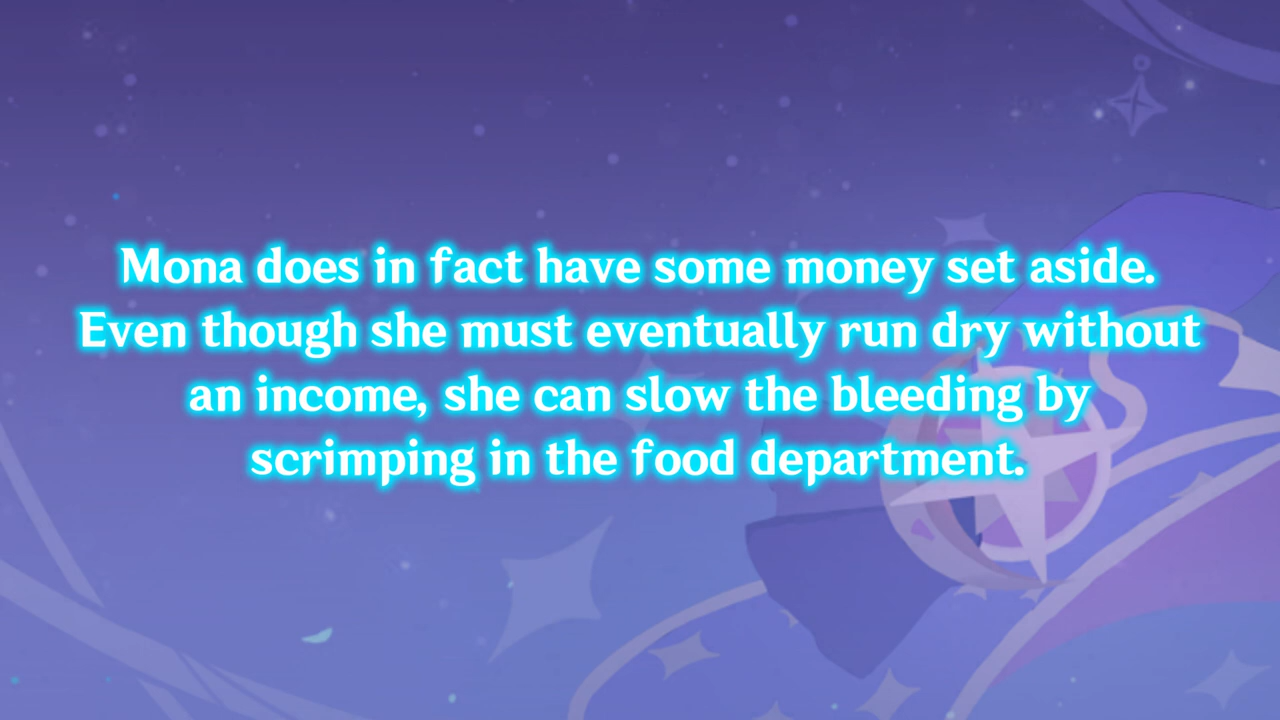 Mona does in fact have some money set aside.
Even though she must eventually run dry without
an income, she can slow the bleeding by
scrimping in the food department.